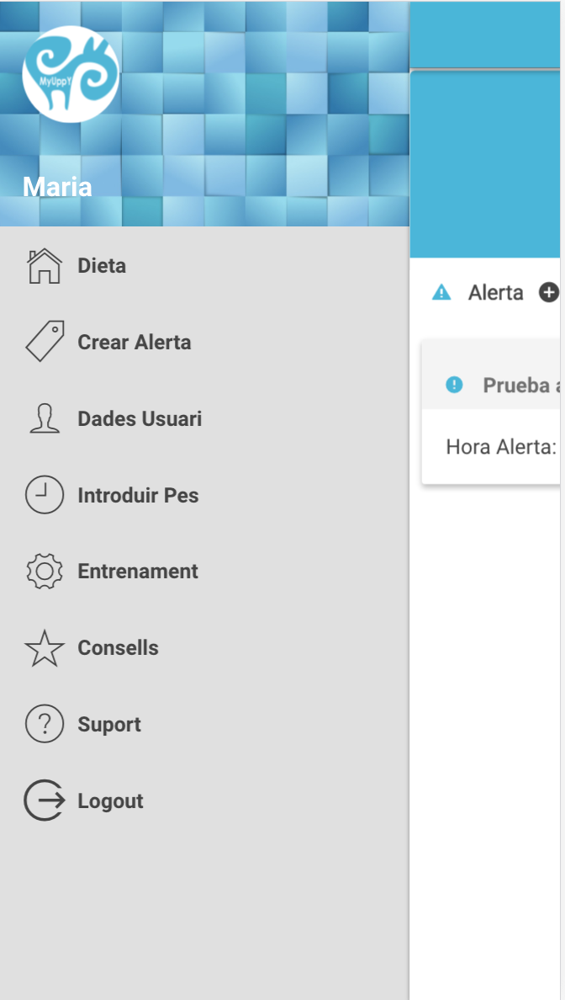 MyUppY
Maria
Dieta
Crear Alerta
Dades Usuari
Introduir Pes
Entrenament
Consells
Suport
Logout
Alerta
Prueba
Hora Alerta: